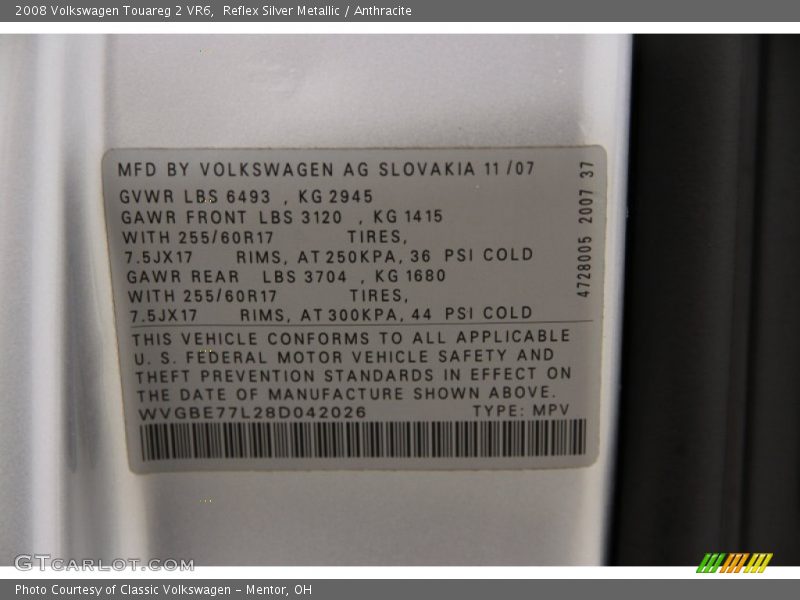 2008 Volkswagen Touareg 2 VR6,  Reflex Silver Metallic / Anthracite
MFD BY VOLKSWAGEN AG SLOVAKIA 11 /07
GVWR LBS 6493 , KG 2945
GAWR FRONT LBS 3120 , KG 1415
WITH 255/60R17 TIRES,
7.5JX17 RIMS, AT 250KPA, 36 PSI COLD
GAWR REAR LBS 3704 , KG 1680
WITH 255/60R17 TIRES,
7.5JX17 RIMS, AT 300KPA, 44 PSI COLD
THIS VEHICLE CONFORMS TO ALL APPLICABLE
U. S. FEDERAL MOTOR VEHICLE SAFETY AND
THEFT PREVENTION STANDARDS IN EFFECT ON
THE DATE OF MANUFACTURE SHOWN ABOVE.
WVGBE77L28D042026 TYPE: MPV
4728005 2007 37
GTCARLOT.COM
Photo Courtesy of Classic Volkswagen - Mentor, OH